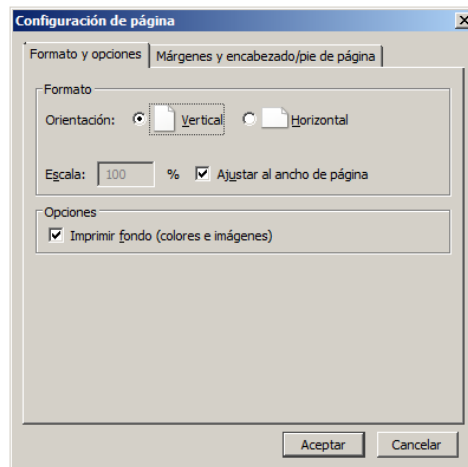 Configuración de página
Formato y opciones Márgenes y encabezado/pie de página
Formato
Orientación: Vertical Horizontal
Escala: 100 % Ajustar al ancho de página
Opciones
Imprimir fondo (colores e imágenes)
Aceptar Cancelar